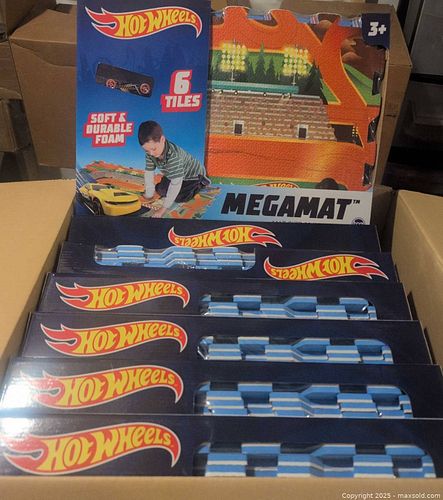 HOT WHEELS
3+
6
TILES
SOFT &
DURABLE
FOAM
MEGAMAT™
HOT WHEELS
HOT WHEELS
HOT WHEELS
HOT WHEELS
HOT WHEELS
HOT WHEELS
Copyright © 2025 - maxsold.com